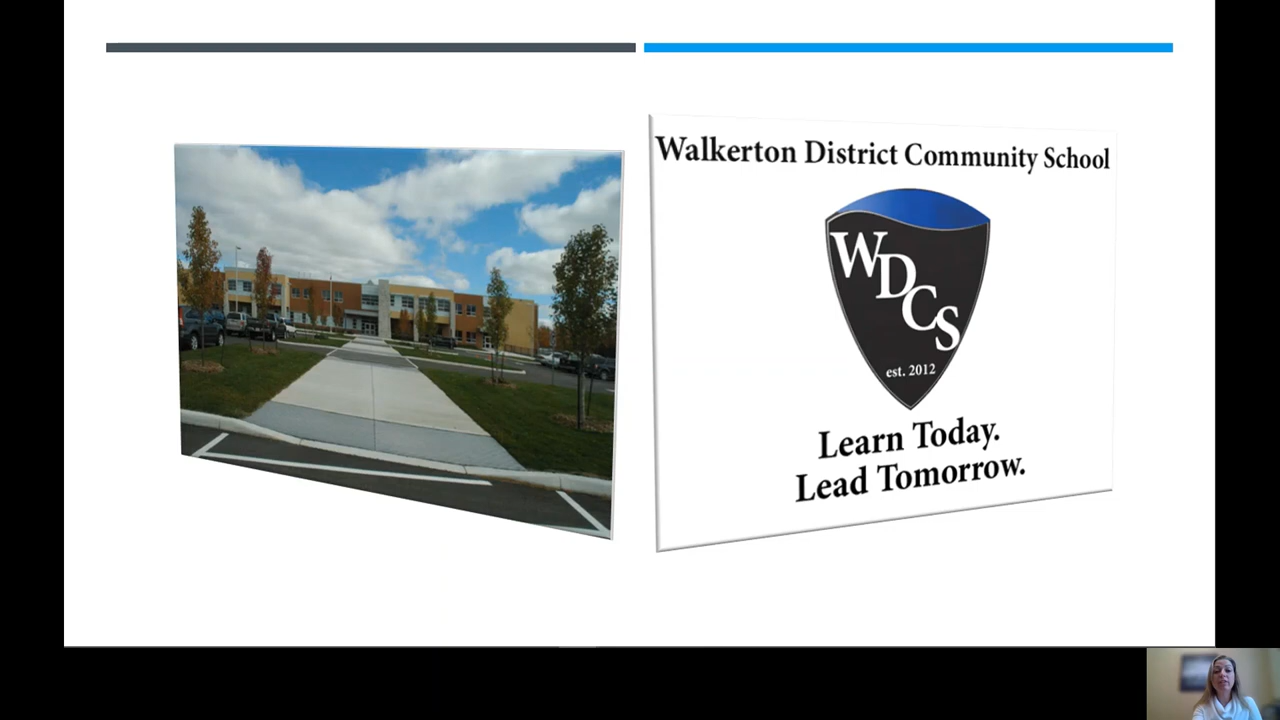 Walkerton District Community School
WDCS
est. 2012
Learn Today.
Lead Tomorrow.